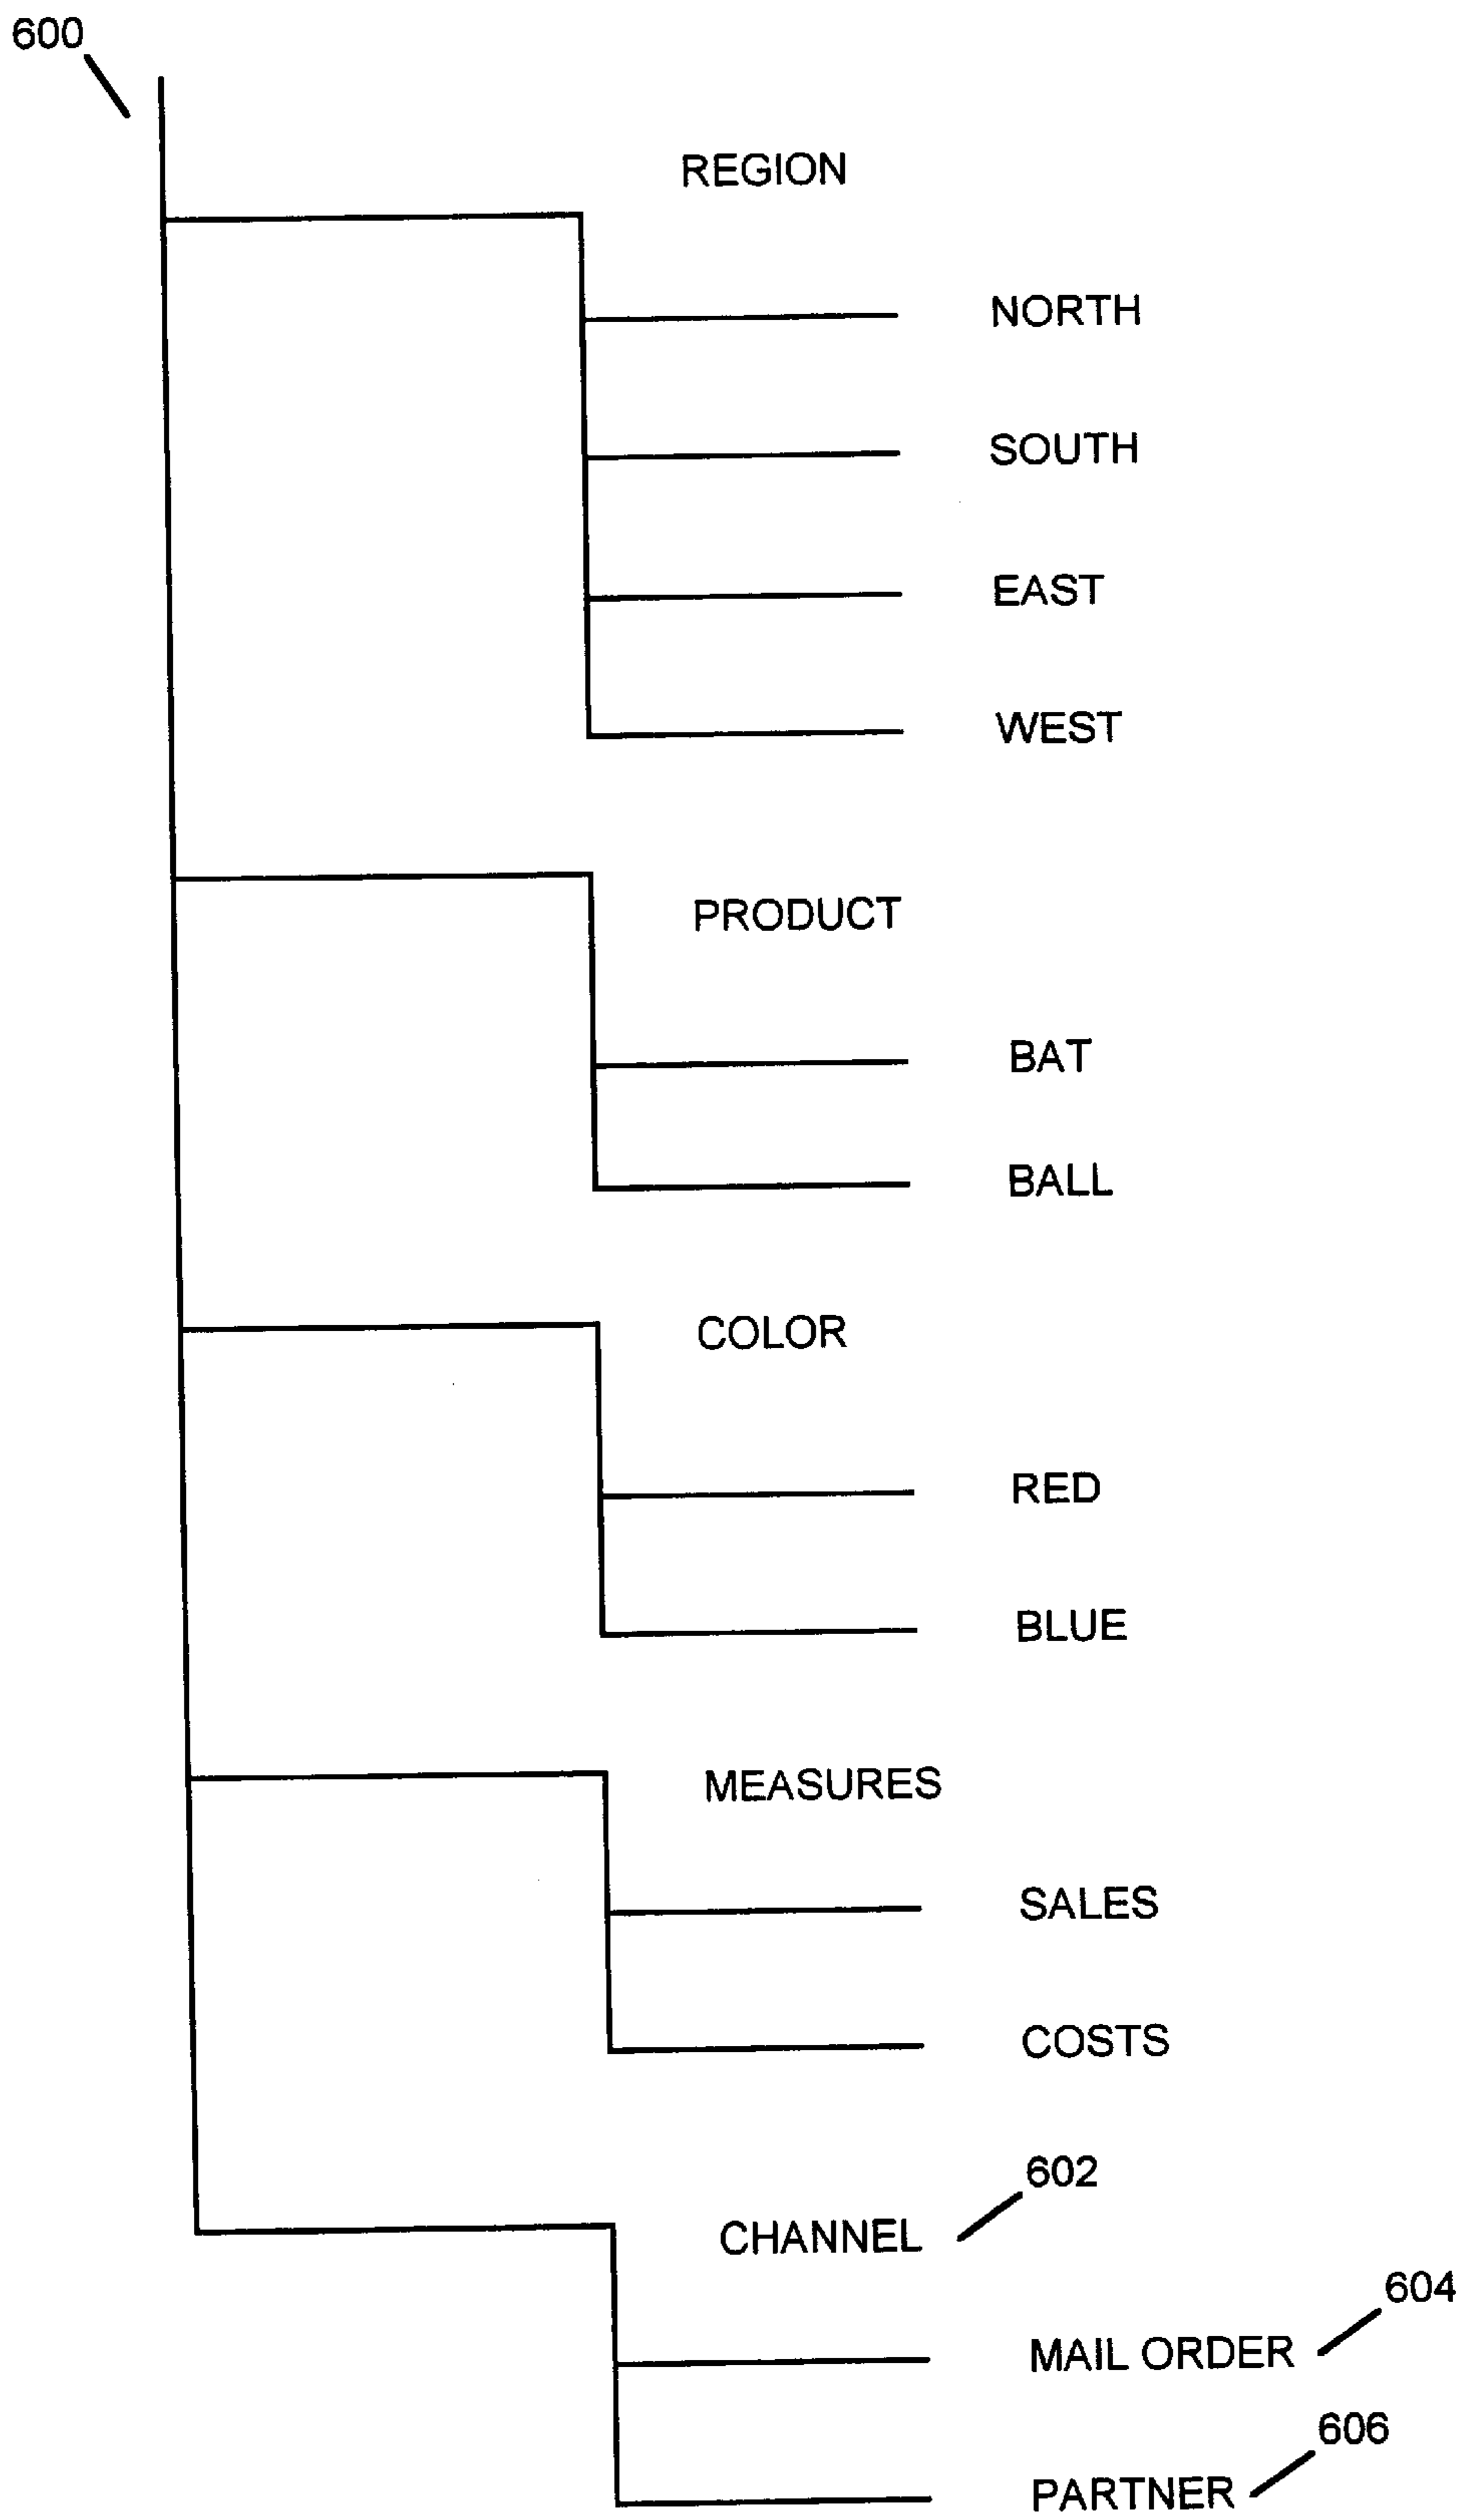 600
REGION
NORTH
SOUTH
EAST
WEST
PRODUCT
BAT
BALL
COLOR
RED
BLUE
MEASURES
SALES
COSTS
602
CHANNEL
604
MAIL ORDER
606
PARTNER